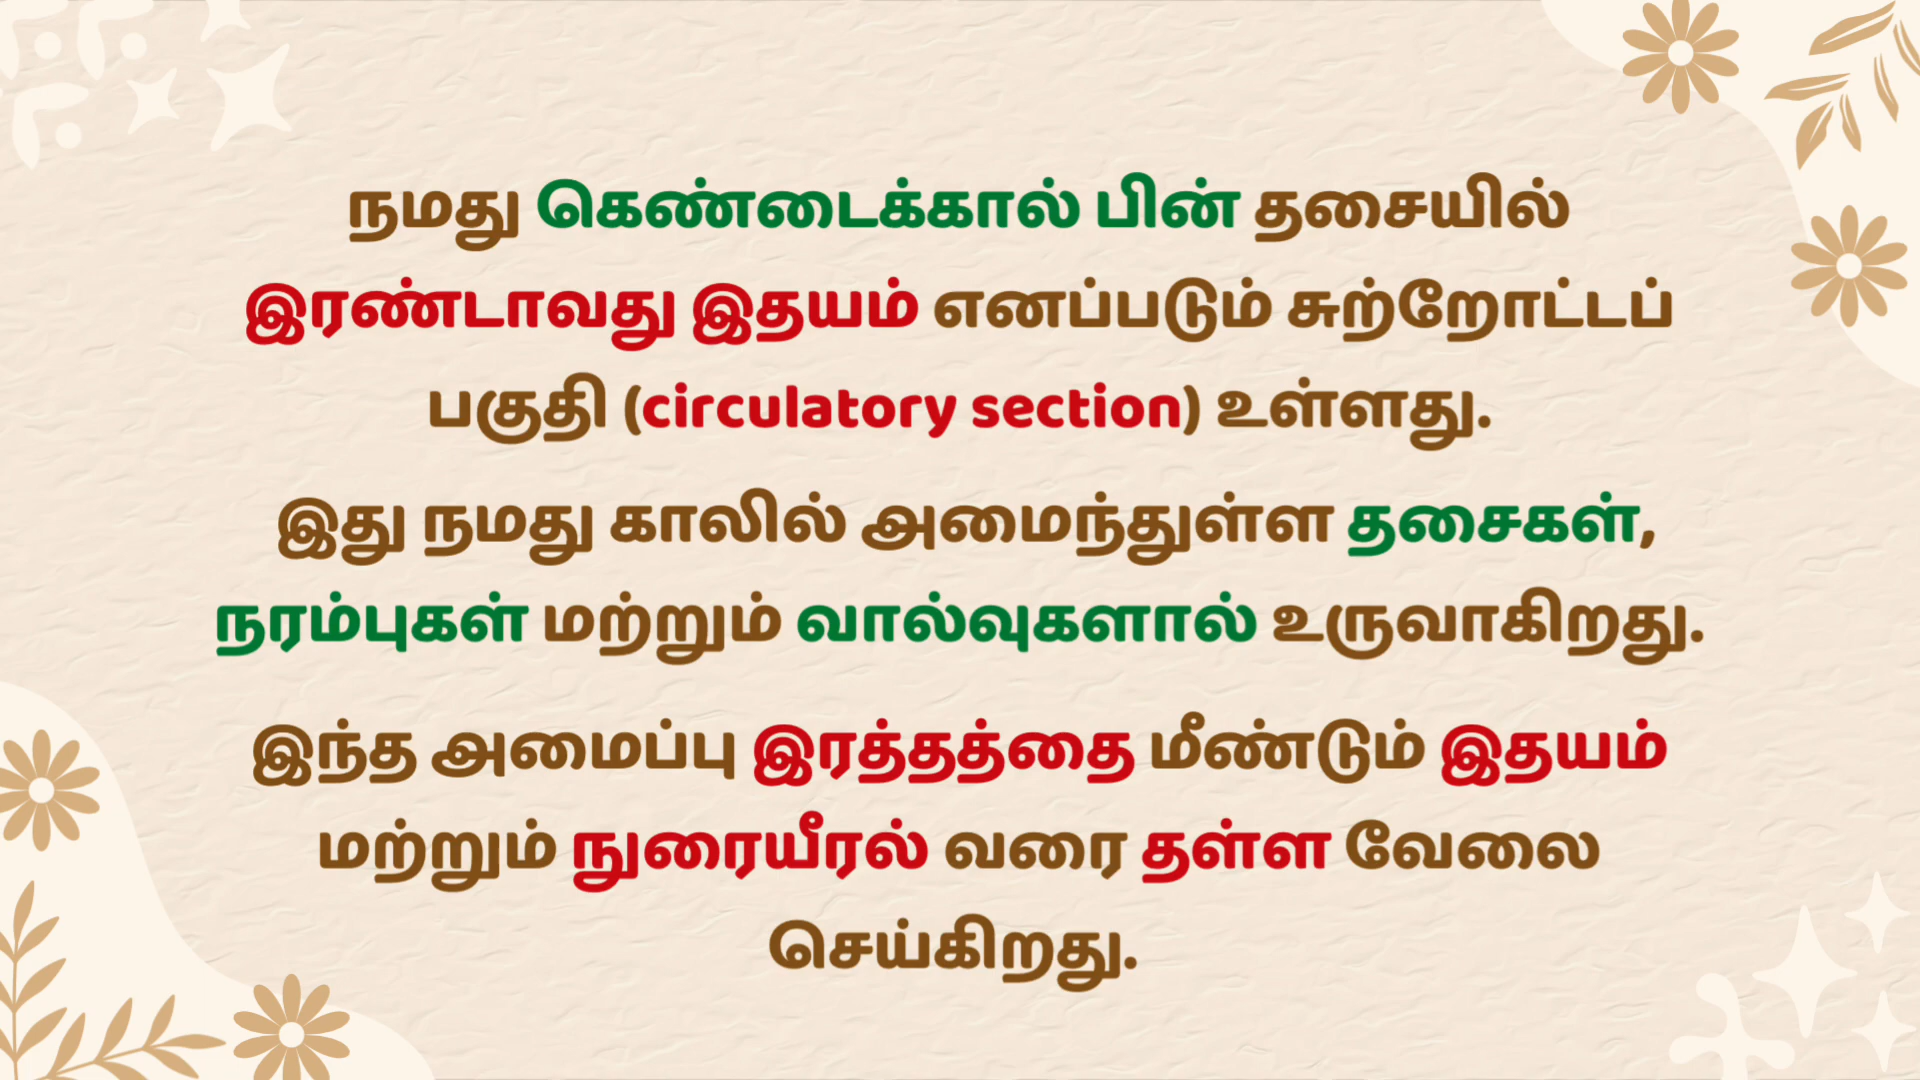 நமது கெண்டைக்கால் பின் தசையில்
இரண்டாவது இதயம் எனப்படும் சுற்றோட்டப்
பகுதி (circulatory section) உள்ளது.
இது நமது காலில் அமைந்துள்ள தசைகள்,
நரம்புகள் மற்றும் வால்வுகளால் உருவாகிறது.
இந்த அமைப்பு இரத்தத்தை மீண்டும் இதயம்
மற்றும் நுரையீரல் வரை தள்ள வேலை
செய்கிறது.